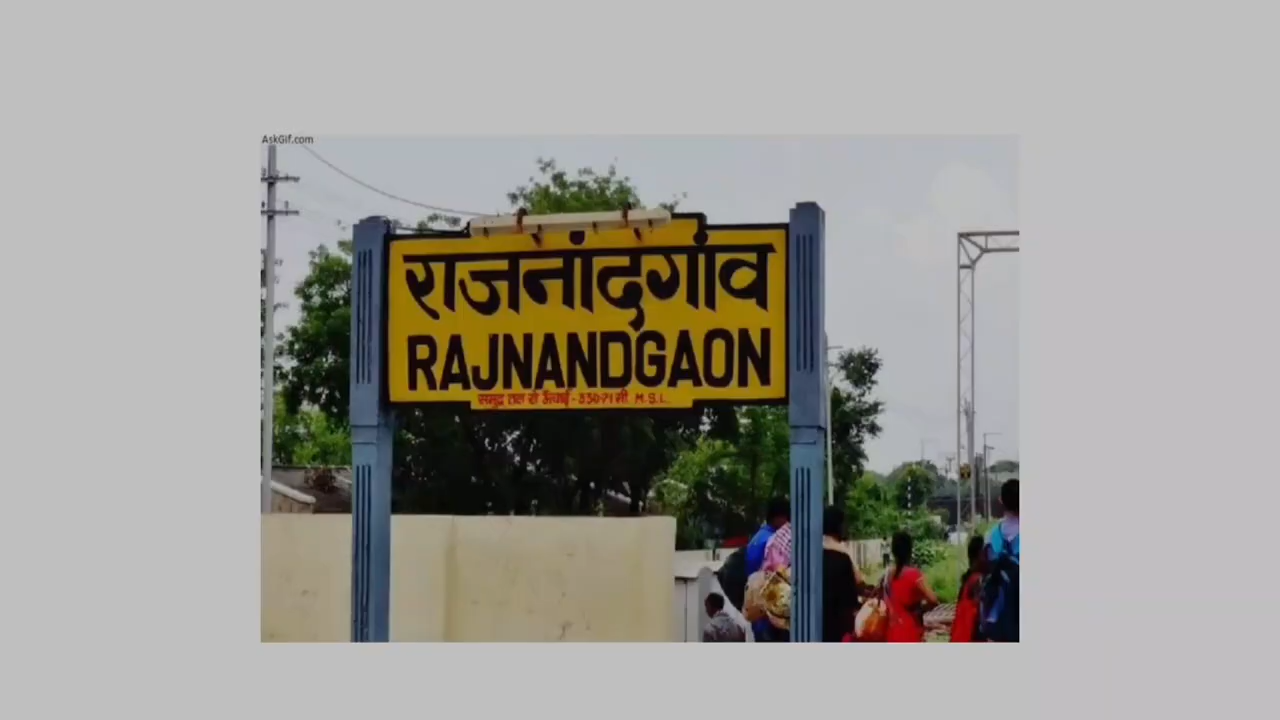 AskGif.com
राजनांदगांव
RAJNANDGAON
समुद्र तल से ऊंचाई - 330.71 मी. M.S.L.